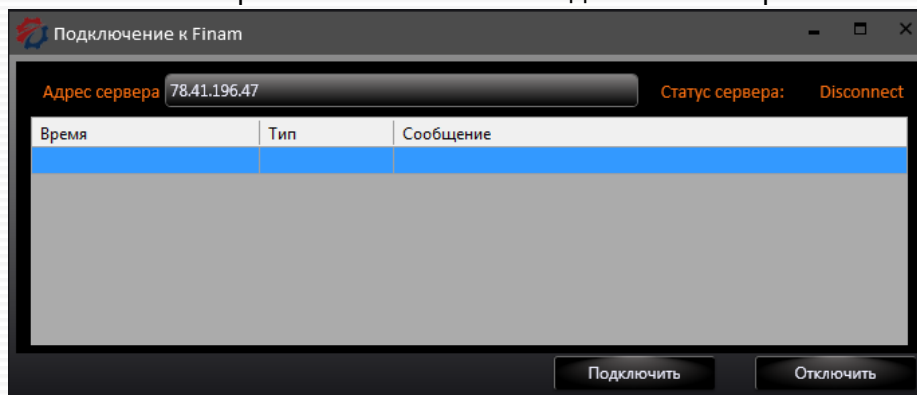 Подключение к Finam
Адрес сервера 78.41.196.47 Статус сервера: Disconnect
Время Тип Сообщение
Подключить Отключить